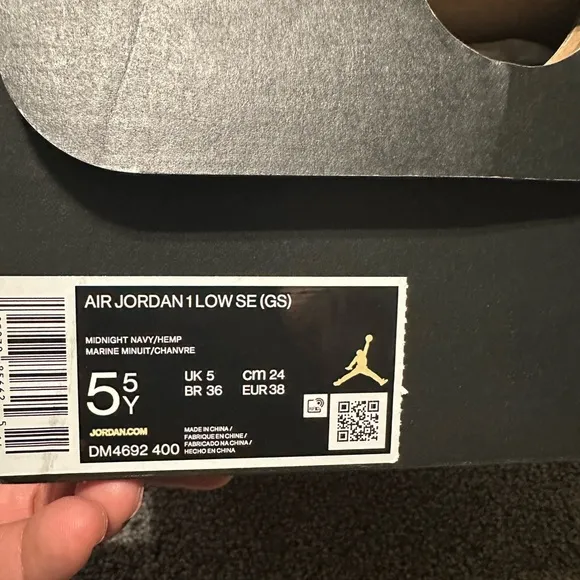 AIR JORDAN 1 LOW SE (GS)
MIDNIGHT NAVY/HEMP
MARINE MINUIT/CHANVRE
5 5Y
UK 5 cm 24
BR 36 EUR 38
JORDAN.COM
DM4692 400
MADE IN CHINA/
FABRIQUE EN CHINE/
FABRICADO NA CHINA/
HECHO EN CHINA